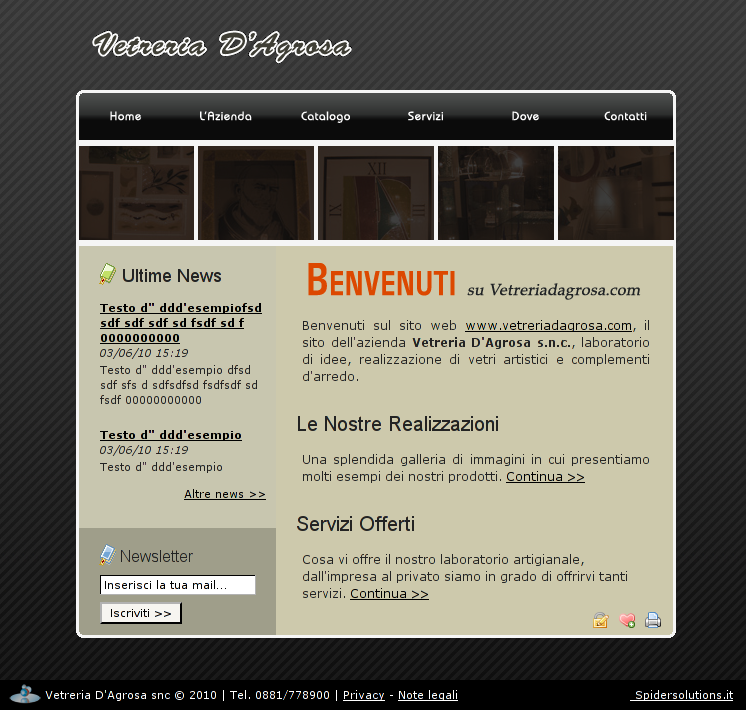 Vetreria D'Agrosa
Home L'Azienda Catalogo Servizi Dove Contatti
XII
Ultime News
Testo d" ddd'esempiofsd
sdf sdf sdf sd fsdf sd f
0000000000
03/06/10 15:19
Testo d" ddd'esempio dfsd
sdf sfs d sdfsdfsd fsdfsdf sd
fsdf 00000000000
Testo d" ddd'esempio
03/06/10 15:19
Testo d" ddd'esempio
Altre news >>
Newsletter
Inserisci la tua mail...
Iscriviti >>
BENVENUTI su Vetreriadagrosa.com
Benvenuti sul sito web www.vetreriadagrosa.com, il
sito dell'azienda Vetreria D'Agrosa s.n.c., laboratorio
di idee, realizzazione di vetri artistici e complementi
d'arredo.
Le Nostre Realizzazioni
Una splendida galleria di immagini in cui presentiamo
molti esempi dei nostri prodotti. Continua >>
Servizi Offerti
Cosa vi offre il nostro laboratorio artigianale,
dall'impresa al privato siamo in grado di offrirvi tanti
servizi. Continua >>
Vetreria D'Agrosa snc © 2010 | Tel. 0881/778900 | Privacy - Note legali
Spidersolutions.it